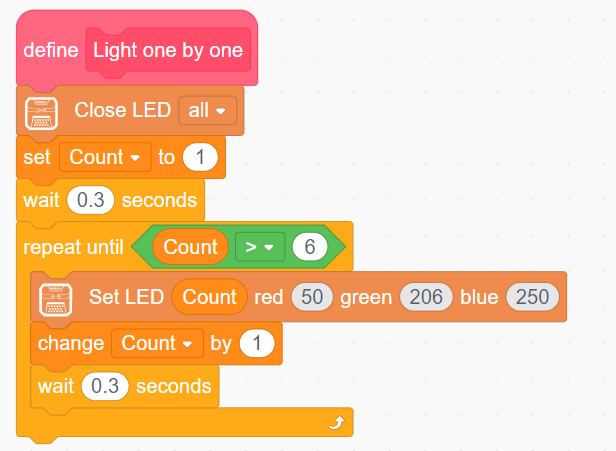 define Light one by one
Close LED all
set Count to 1
wait 0.3 seconds
repeat until Count > 6
Set LED Count red 50 green 206 blue 250
change Count by 1
wait 0.3 seconds